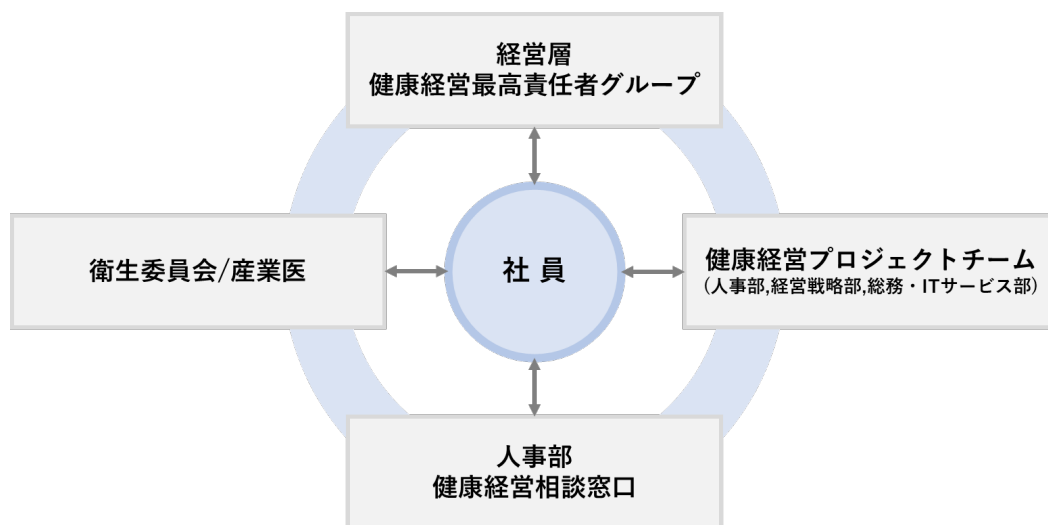 経営層
健康経営最高責任者グループ
衛生委員会/産業医
社 員
健康経営プロジェクトチーム
(人事部,経営戦略部,総務・ITサービス部)
人事部
健康経営相談窓口